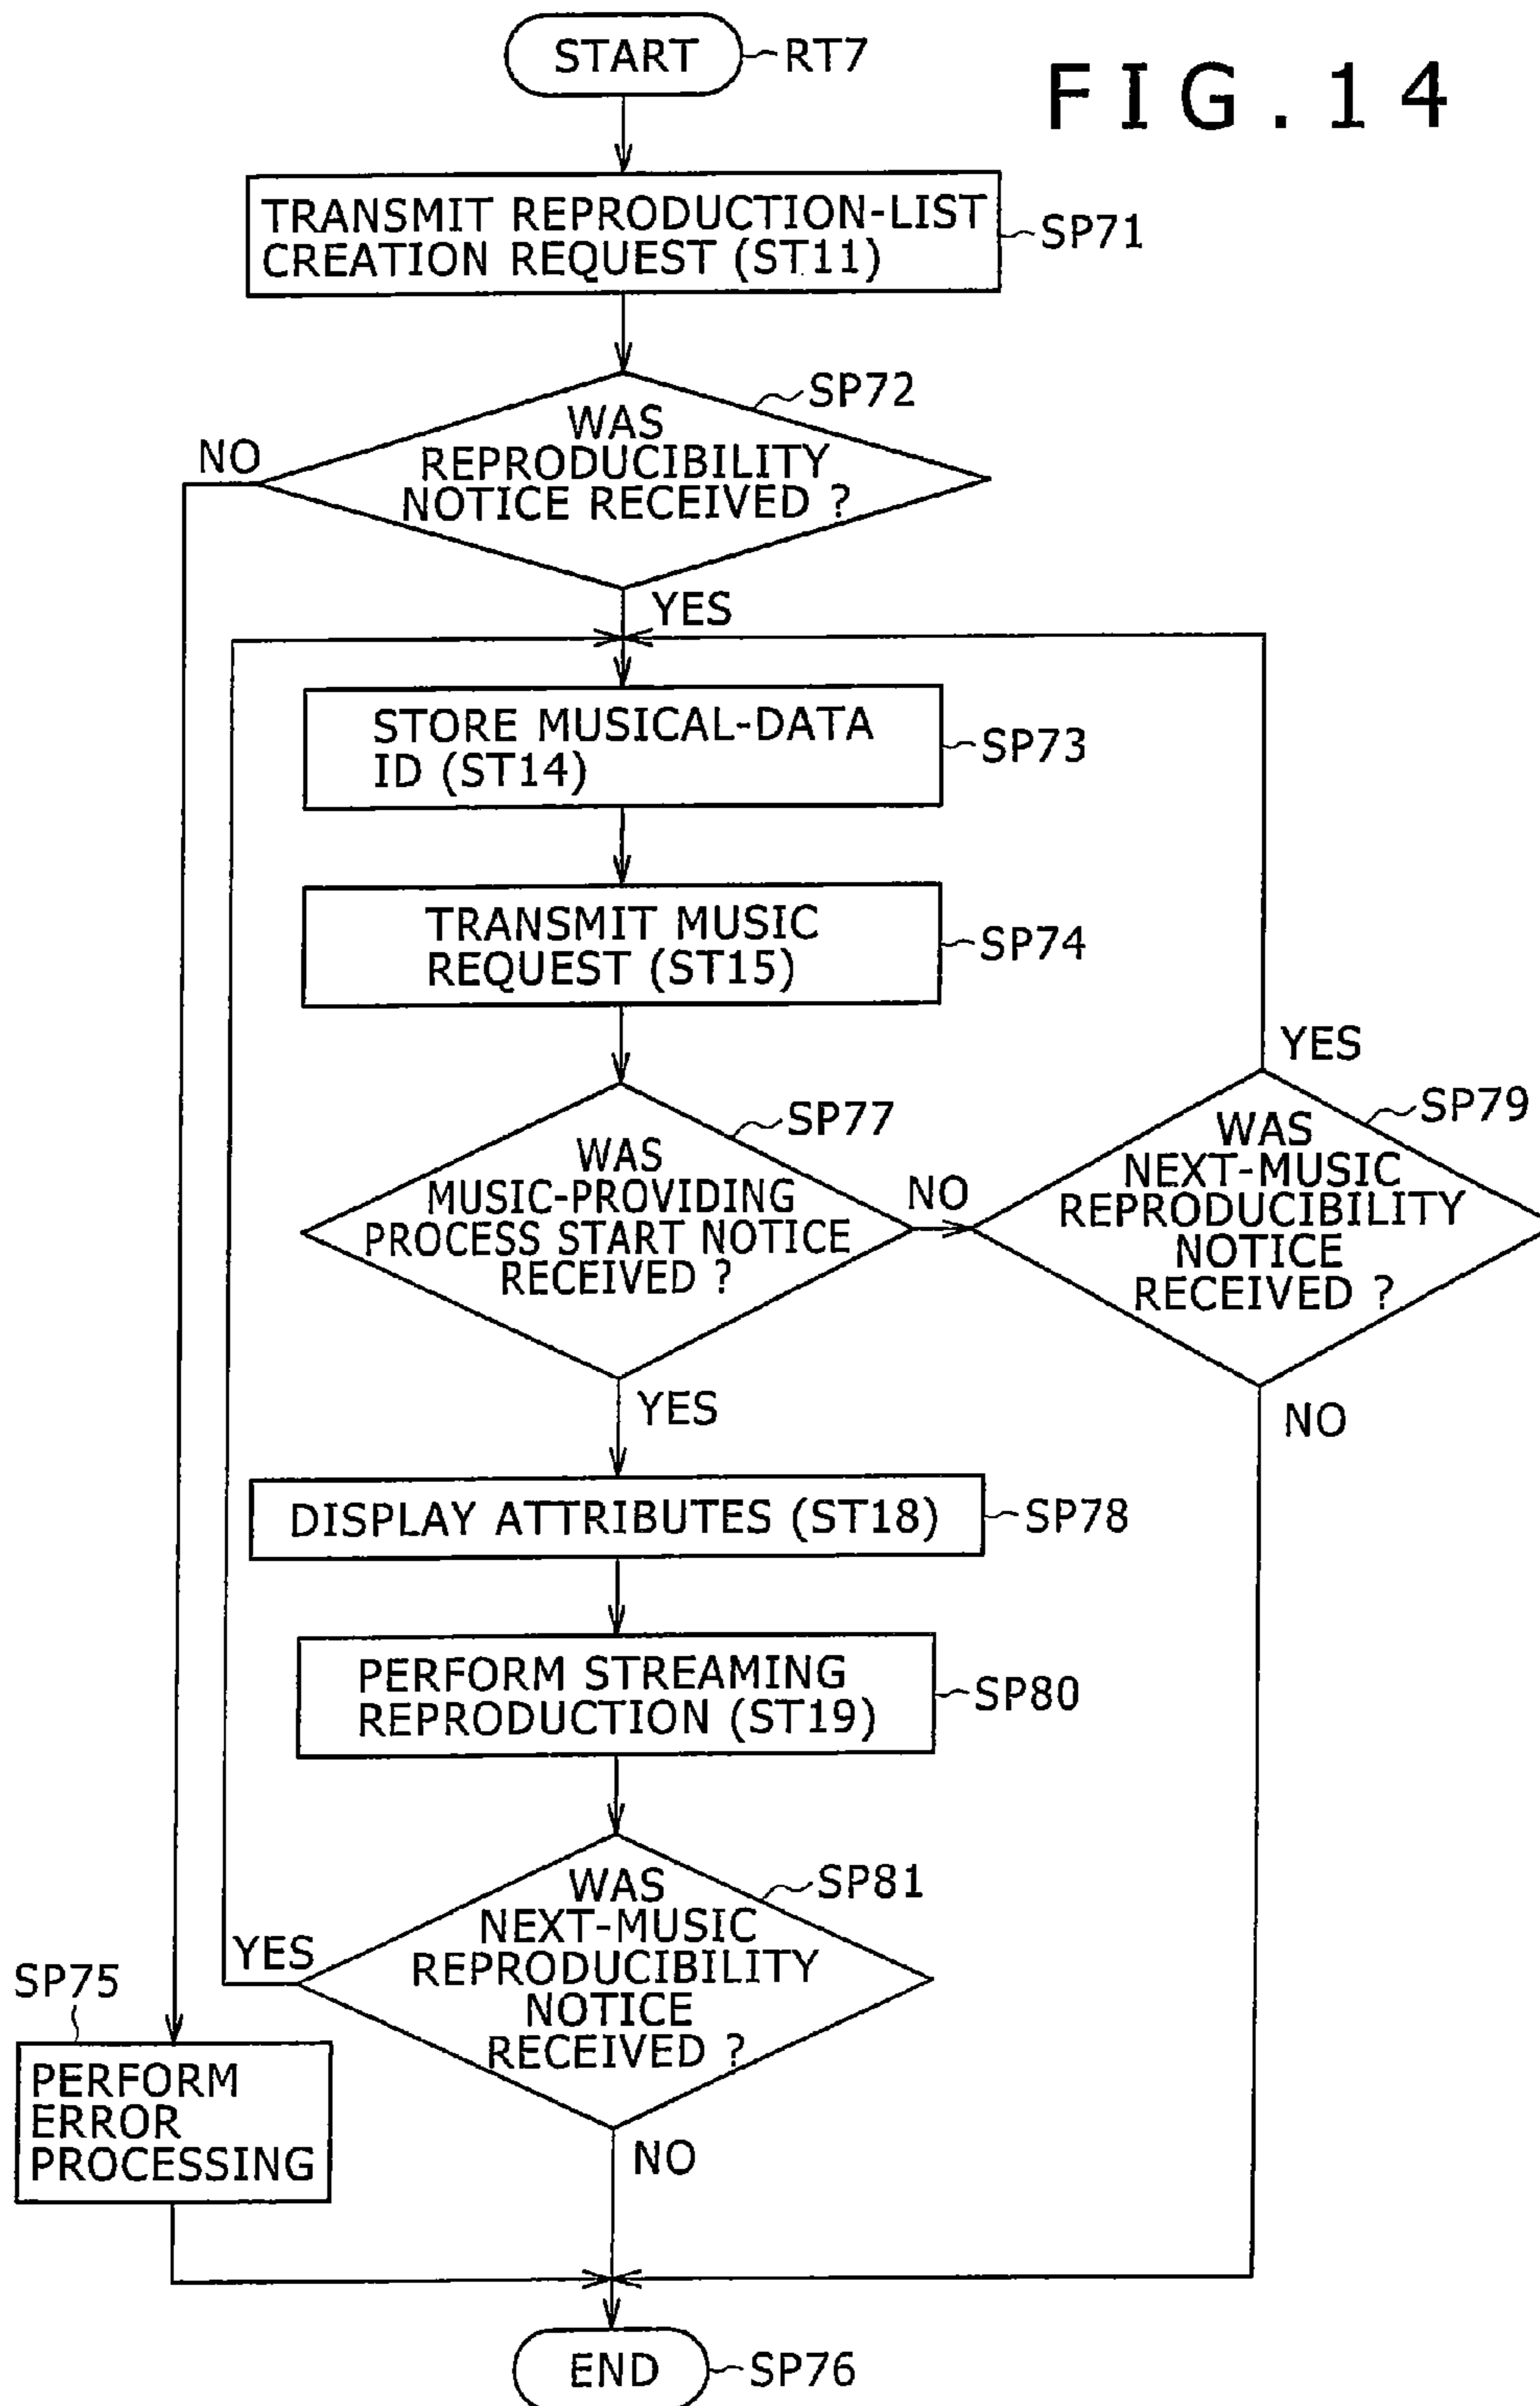 START
RT7
FIG.14
TRANSMIT REPRODUCTION-LIST
CREATION REQUEST (ST11)
SP71
SP72
WAS
REPRODUCIBILITY
NOTICE RECEIVED ?
NO
YES
STORE MUSICAL-DATA
ID (ST14)
SP73
TRANSMIT MUSIC
REQUEST (ST15)
SP74
SP77
WAS
MUSIC-PROVIDING
PROCESS START NOTICE
RECEIVED ?
NO
YES
YES
SP79
WAS
NEXT-MUSIC
REPRODUCIBILITY
NOTICE
RECEIVED ?
NO
DISPLAY ATTRIBUTES (ST18)
SP78
PERFORM STREAMING
REPRODUCTION (ST19)
SP80
SP81
WAS
NEXT-MUSIC
REPRODUCIBILITY
NOTICE
RECEIVED ?
YES
NO
SP75
PERFORM
ERROR
PROCESSING
END
SP76